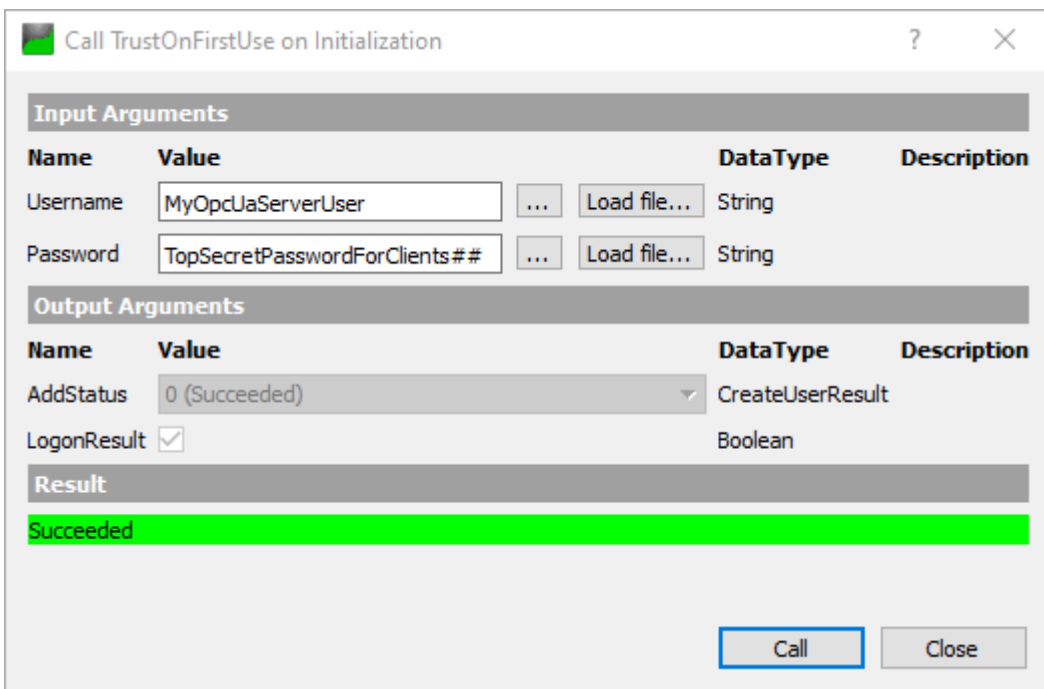 Call TrustOnFirstUse on Initialization ?
Input Arguments
Name Value DataType Description
Username MyOpcUaServerUser ... Load file... String
Password TopSecretPasswordForClients## ... Load file... String
Output Arguments
Name Value DataType Description
AddStatus 0 (Succeeded) CreateUserResult
LogonResult Boolean
Result
Succeeded
Call Close